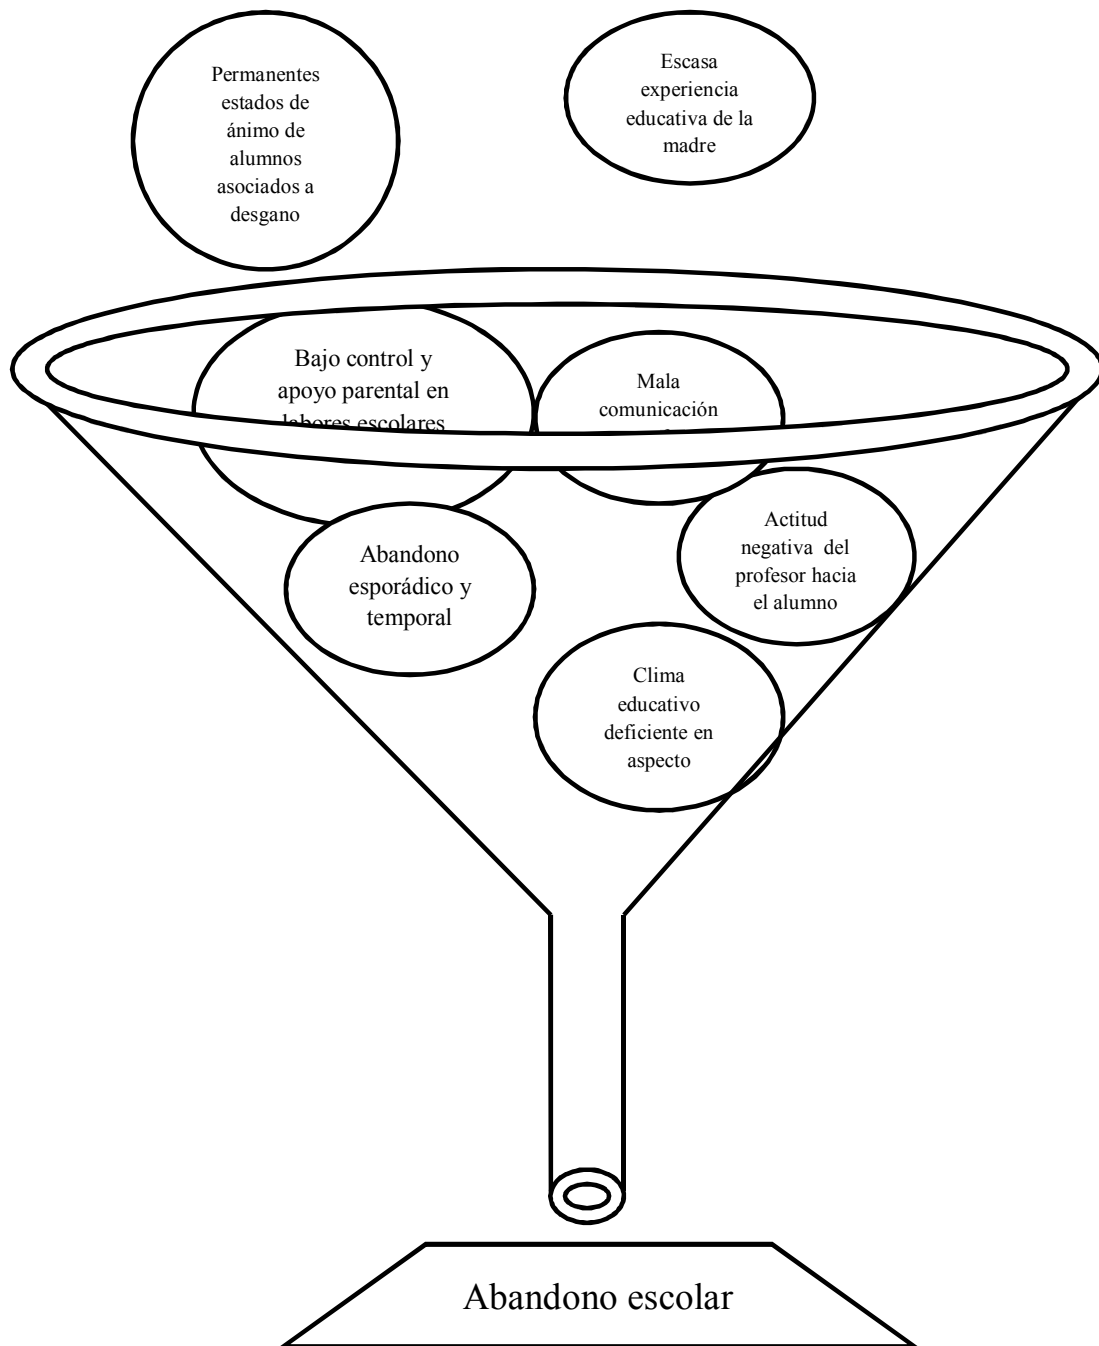 Permanentes
estados de
ánimo de
alumnos
asociados a
desgano
Escasa
experiencia
educativa de la
madre
Bajo control y
apoyo parental en
labores escolares
Mala
comunicación
Abandono
esporádico y
temporal
Actitud
negativa del
profesor hacia
el alumno
Clima
educativo
deficiente en
aspecto
Abandono escolar